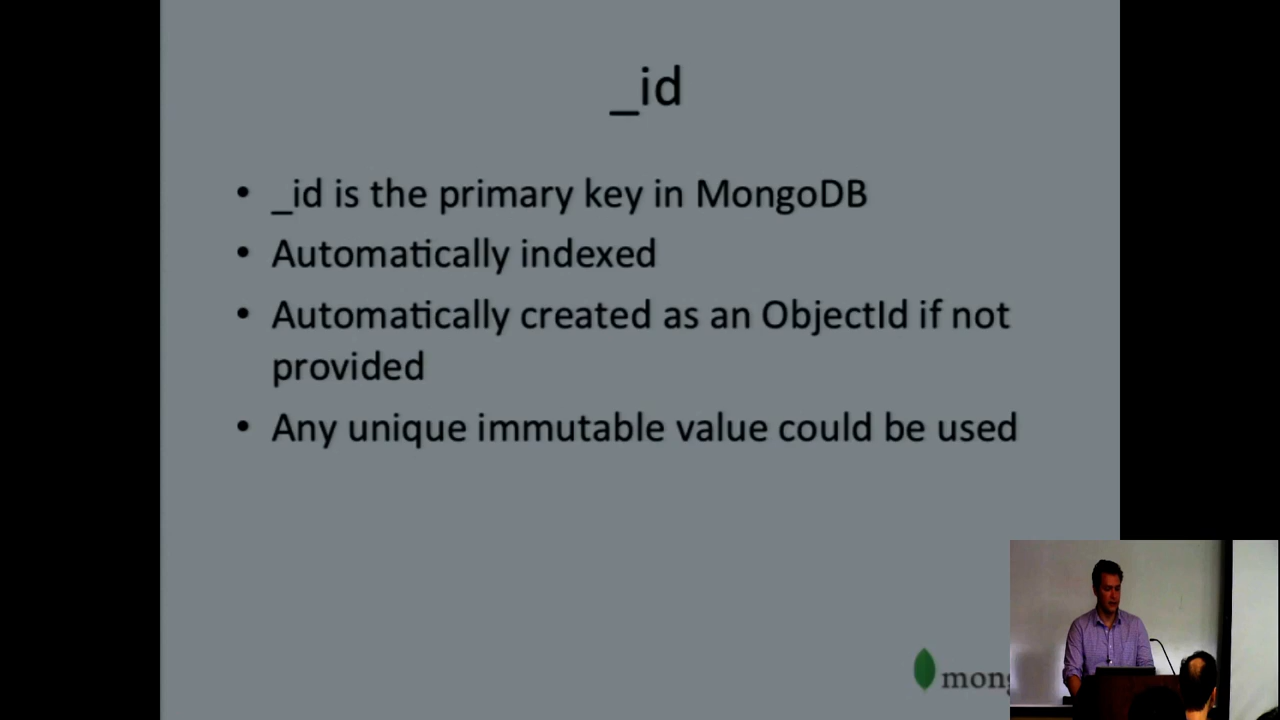 _id
• _id is the primary key in MongoDB
• Automatically indexed
• Automatically created as an ObjectId if not
provided
• Any unique immutable value could be used